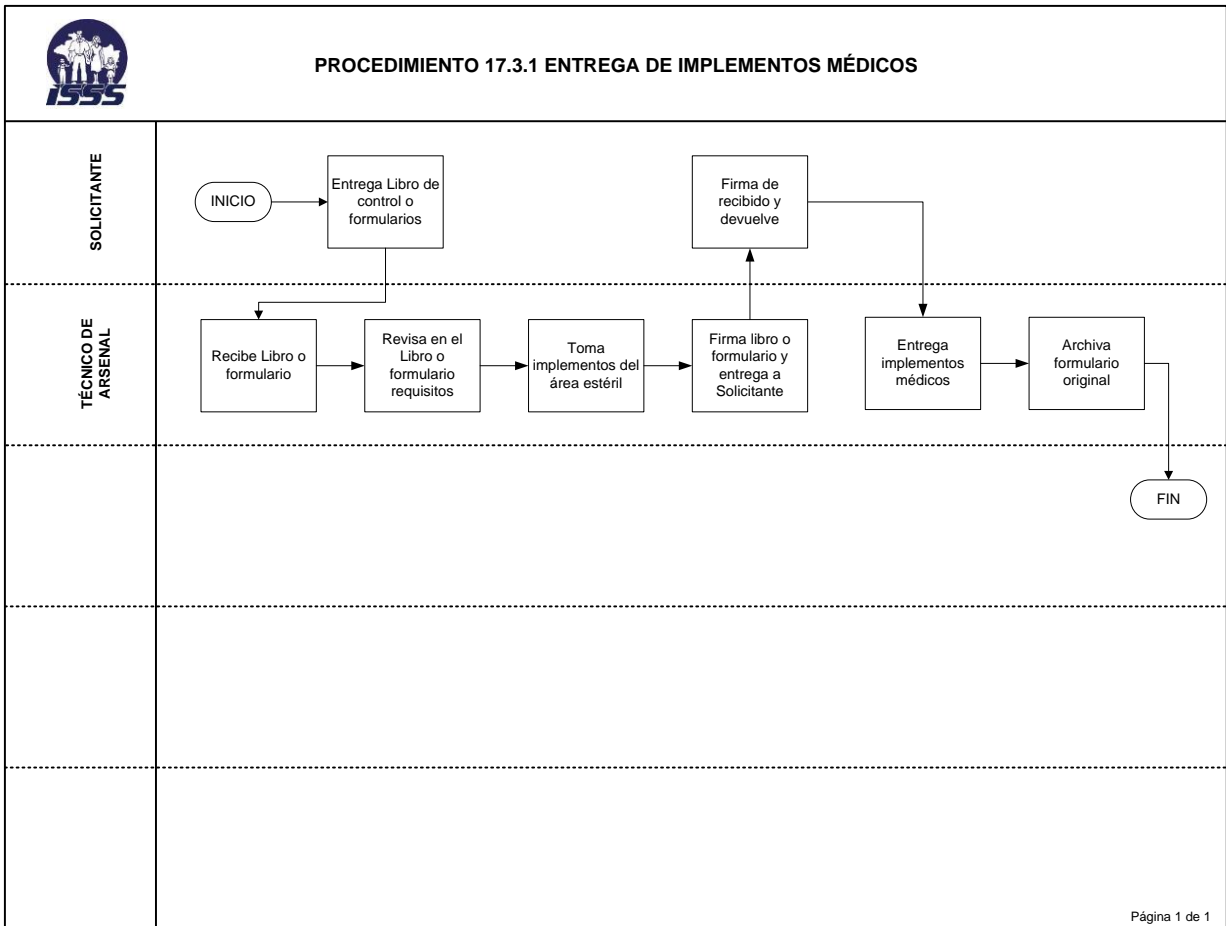 ISSS
PROCEDIMIENTO 17.3.1 ENTREGA DE IMPLEMENTOS MÉDICOS
SOLICITANTE
INICIO
Entrega Libro de
control o
formularios
Firma de
recibido y
devuelve
TÉCNICO DE
ARSENAL
Recibe Libro o
formulario
Revisa en el
Libro o
formulario
requisitos
Toma
implementos del
área estéril
Firma libro o
formulario y
entrega a
Solicitante
Entrega
implementos
médicos
Archiva
formulario
original
FIN
Página 1 de 1